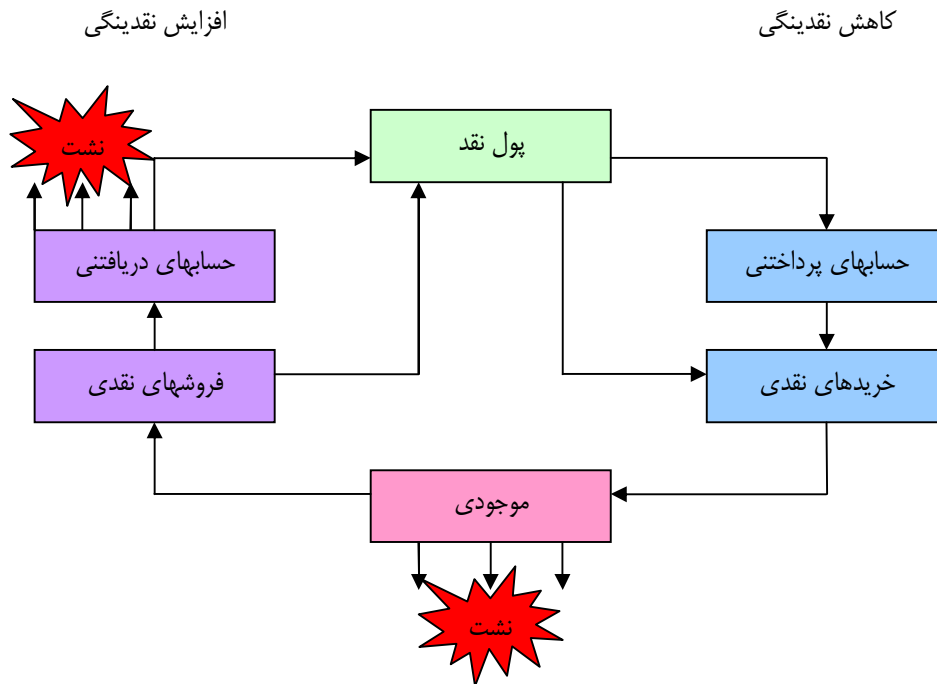 کاهش نقدینگی
افزایش نقدینگی
نشت
پول نقد
حسابهای پرداختنی
حسابهای دریافتنی
خریدهای نقدی
فروشهای نقدی
موجودی
نشت